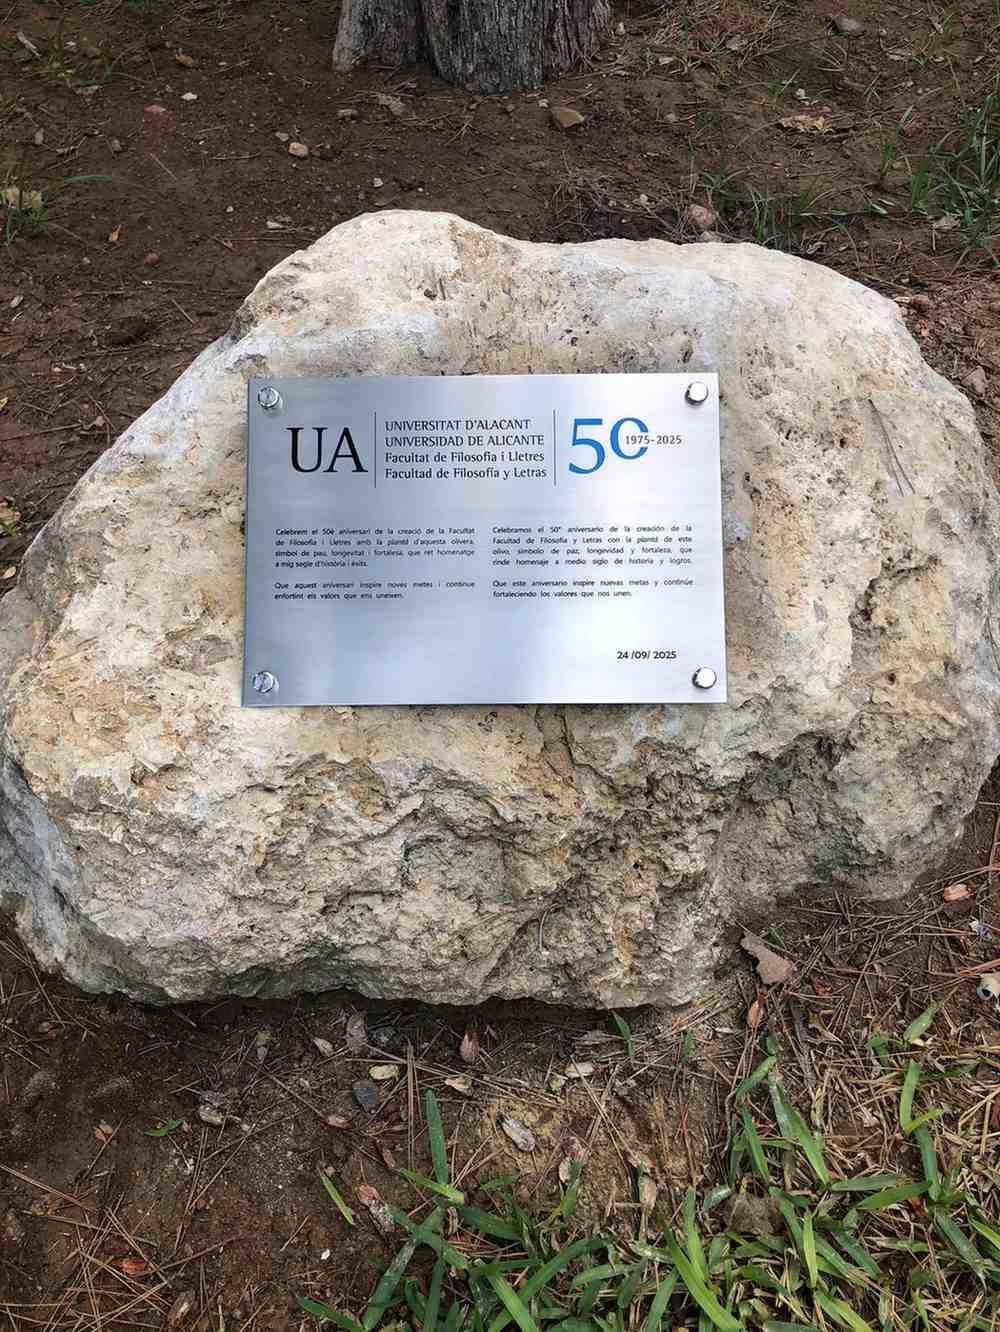 UA
UNIVERSITAT D'ALACANT
UNIVERSIDAD DE ALICANTE
Facultat de Filosofia i Lletres
Facultad de Filosofía y Letras
50
1975-2025
Celebrem el 50è aniversari de la creació de la Facultat
de Filosofia i Lletres amb la plantó d'aquesta olivera,
símbol de pau, longevitat i fortalesa, que ret homenatge
a mig segle d'història i èxits.
Que aquest aniversari inspire noves metes i continue
enfortint els valors que ens uneixen.
Celebramos el 50º aniversario de la creación de la
Facultad de Filosofía y Letras con la plantó de este
olivo, símbolo de paz, longevidad y fortaleza, que
rinde homenaje a medio siglo de historia y logros.
Que este aniversario inspire nuevas metas y continúe
fortaleciendo los valores que nos unen.
24 /09/ 2025